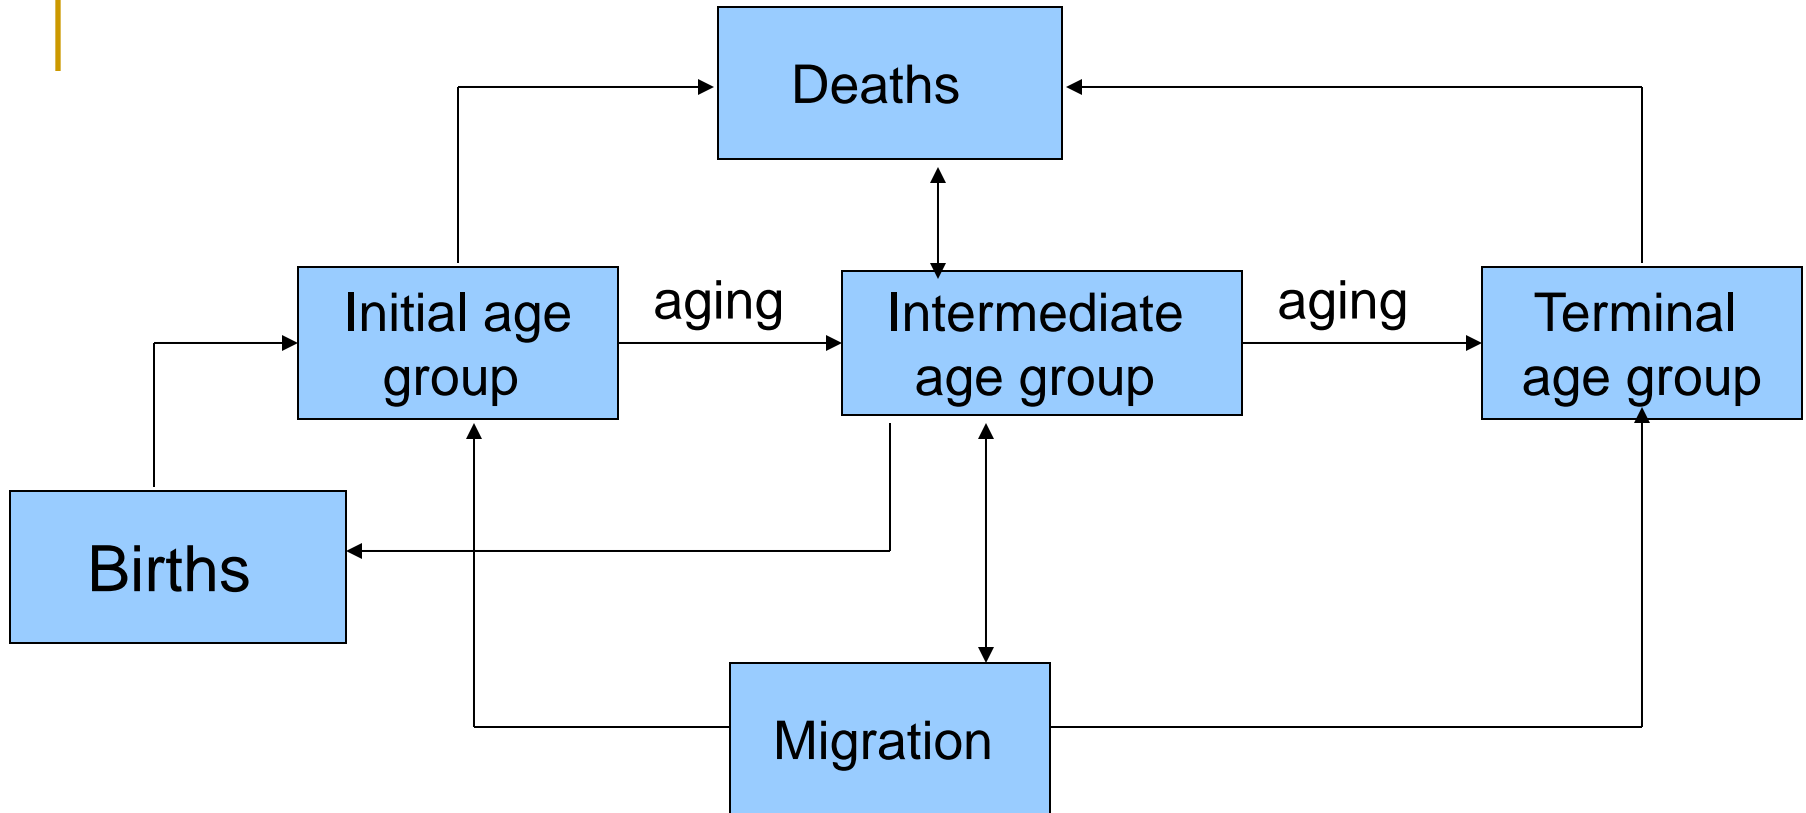 Deaths
Initial age
group
aging
Intermediate
age group
aging
Terminal
age group
Births
Migration